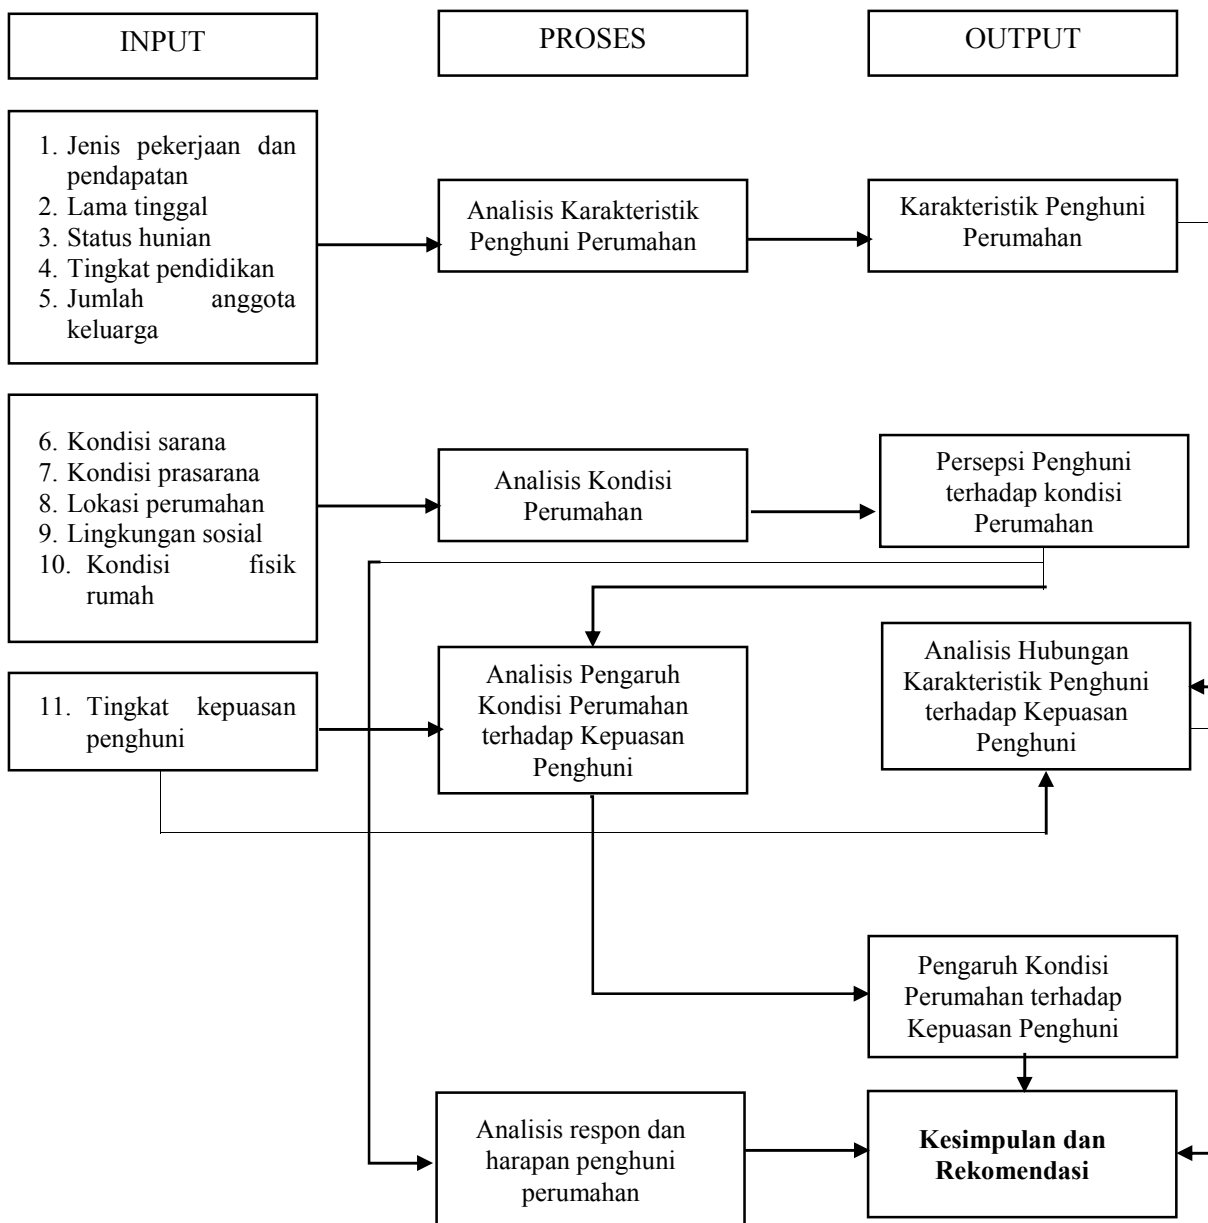 INPUT
PROSES
OUTPUT
1. Jenis pekerjaan dan
pendapatan
2. Lama tinggal
3. Status hunian
4. Tingkat pendidikan
5. Jumlah anggota
keluarga
Analisis Karakteristik
Penghuni Perumahan
Karakteristik Penghuni
Perumahan
6. Kondisi sarana
7. Kondisi prasarana
8. Lokasi perumahan
9. Lingkungan sosial
10. Kondisi fisik
rumah
Analisis Kondisi
Perumahan
Persepsi Penghuni
terhadap kondisi
Perumahan
11. Tingkat kepuasan
penghuni
Analisis Pengaruh
Kondisi Perumahan
terhadap Kepuasan
Penghuni
Analisis Hubungan
Karakteristik Penghuni
terhadap Kepuasan
Penghuni
Pengaruh Kondisi
Perumahan terhadap
Kepuasan Penghuni
Analisis respon dan
harapan penghuni
perumahan
Kesimpulan dan
Rekomendasi